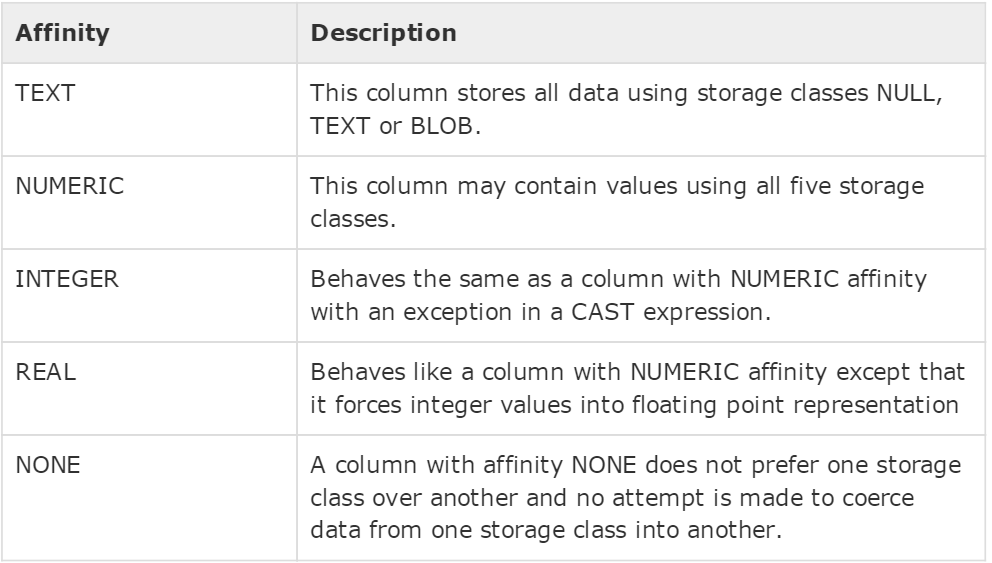 Affinity Description
TEXT This column stores all data using storage classes NULL,
TEXT or BLOB.
NUMERIC This column may contain values using all five storage
classes.
INTEGER Behaves the same as a column with NUMERIC affinity
with an exception in a CAST expression.
REAL Behaves like a column with NUMERIC affinity except that
it forces integer values into floating point representation
NONE A column with affinity NONE does not prefer one storage
class over another and no attempt is made to coerce
data from one storage class into another.